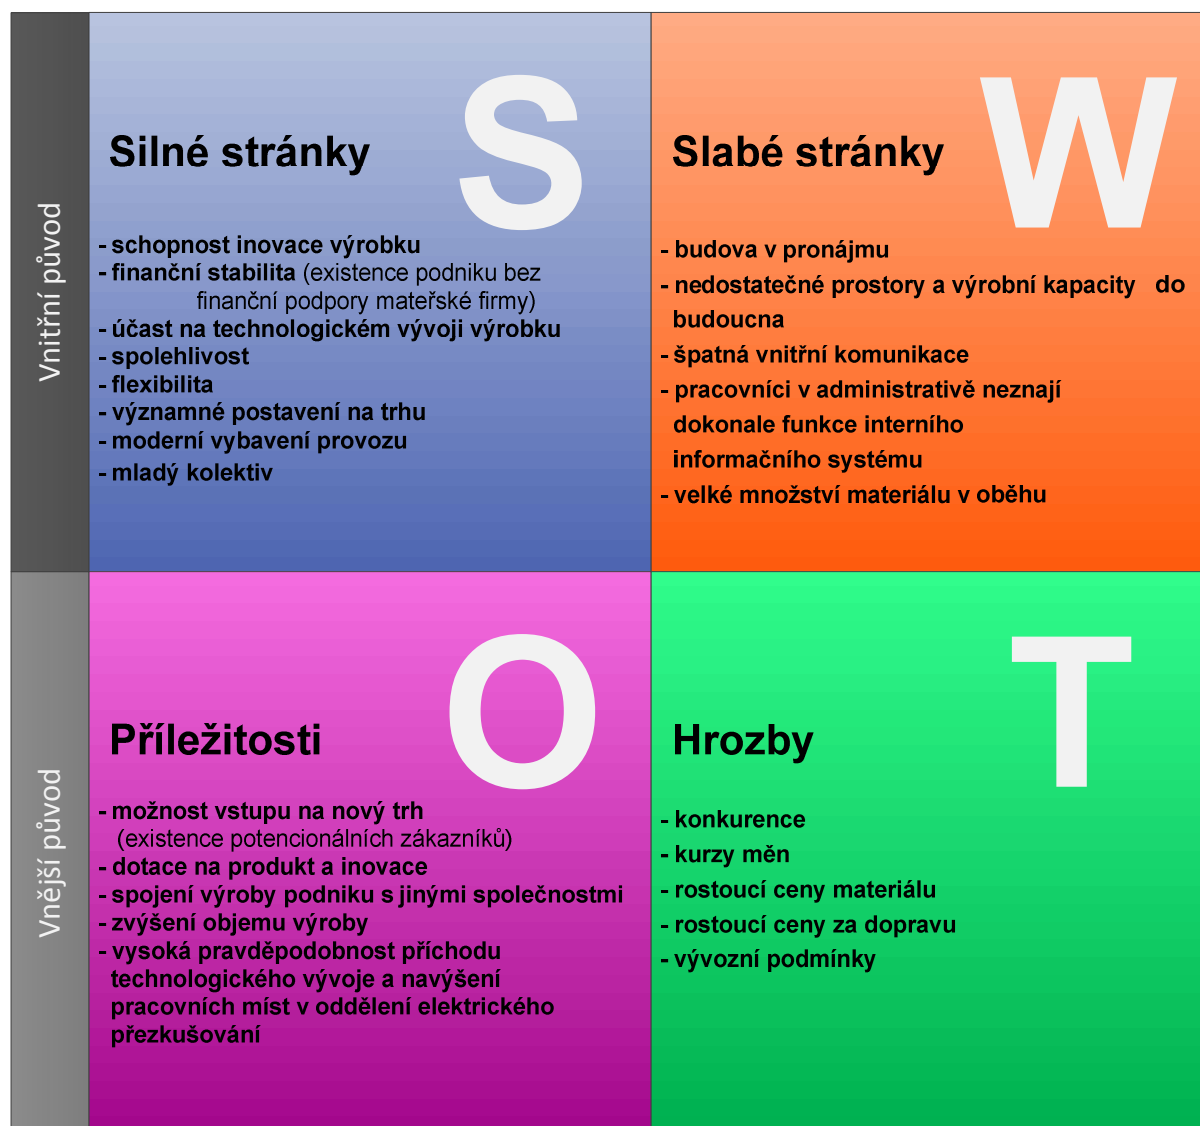 Vnitřní původ
S
Silné stránky
- schopnost inovace výrobku
- finanční stabilita (existence podniku bez
finanční podpory mateřské firmy)
- účast na technologickém vývoji výrobku
- spolehlivost
- flexibilita
- významné postavení na trhu
- moderní vybavení provozu
- mladý kolektiv
W
Slabé stránky
- budova v pronájmu
- nedostatečné prostory a výrobní kapacity do
budoucna
- špatná vnitřní komunikace
- pracovníci v administrativě neznají
dokonale funkce interního
informačního systému
- velké množství materiálu v oběhu
Vnější původ
O
Příležitosti
- možnost vstupu na nový trh
(existence potencionálních zákazníků)
- dotace na produkt a inovace
- spojení výroby podniku s jinými společnostmi
- zvýšení objemu výroby
- vysoká pravděpodobnost příchodu
technologického vývoje a navýšení
pracovních míst v oddělení elektrického
přezkušování
T
Hrozby
- konkurence
- kurzy měn
- rostoucí ceny materiálu
- rostoucí ceny za dopravu
- vývozní podmínky